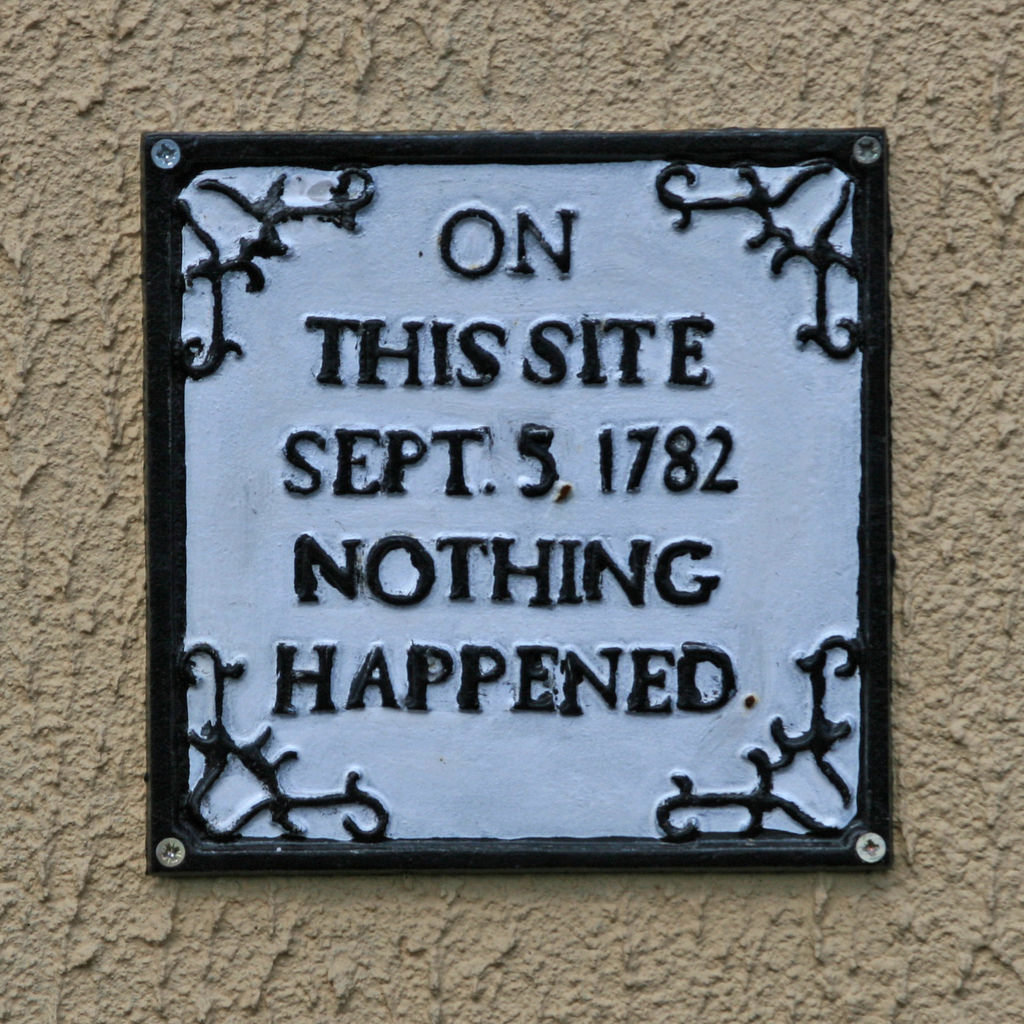 ON
THIS SITE
SEPT. 5, 1782
NOTHING
HAPPENED.